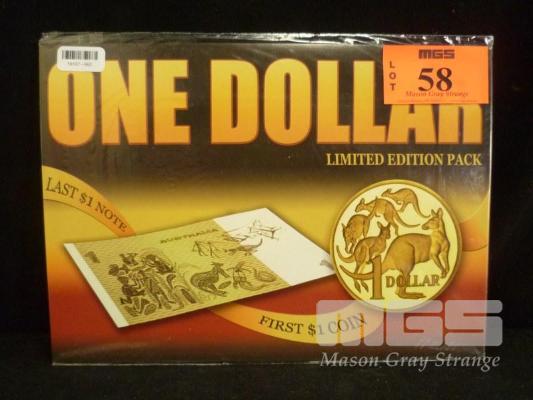 MGS
LOT
58
Mason Gray Strange
ONE DOLLAR
LIMITED EDITION PACK
LAST $1 NOTE
AUSTRALIA
1
1
DOLLAR
FIRST $1 COIN
MGS
Mason Gray Strange